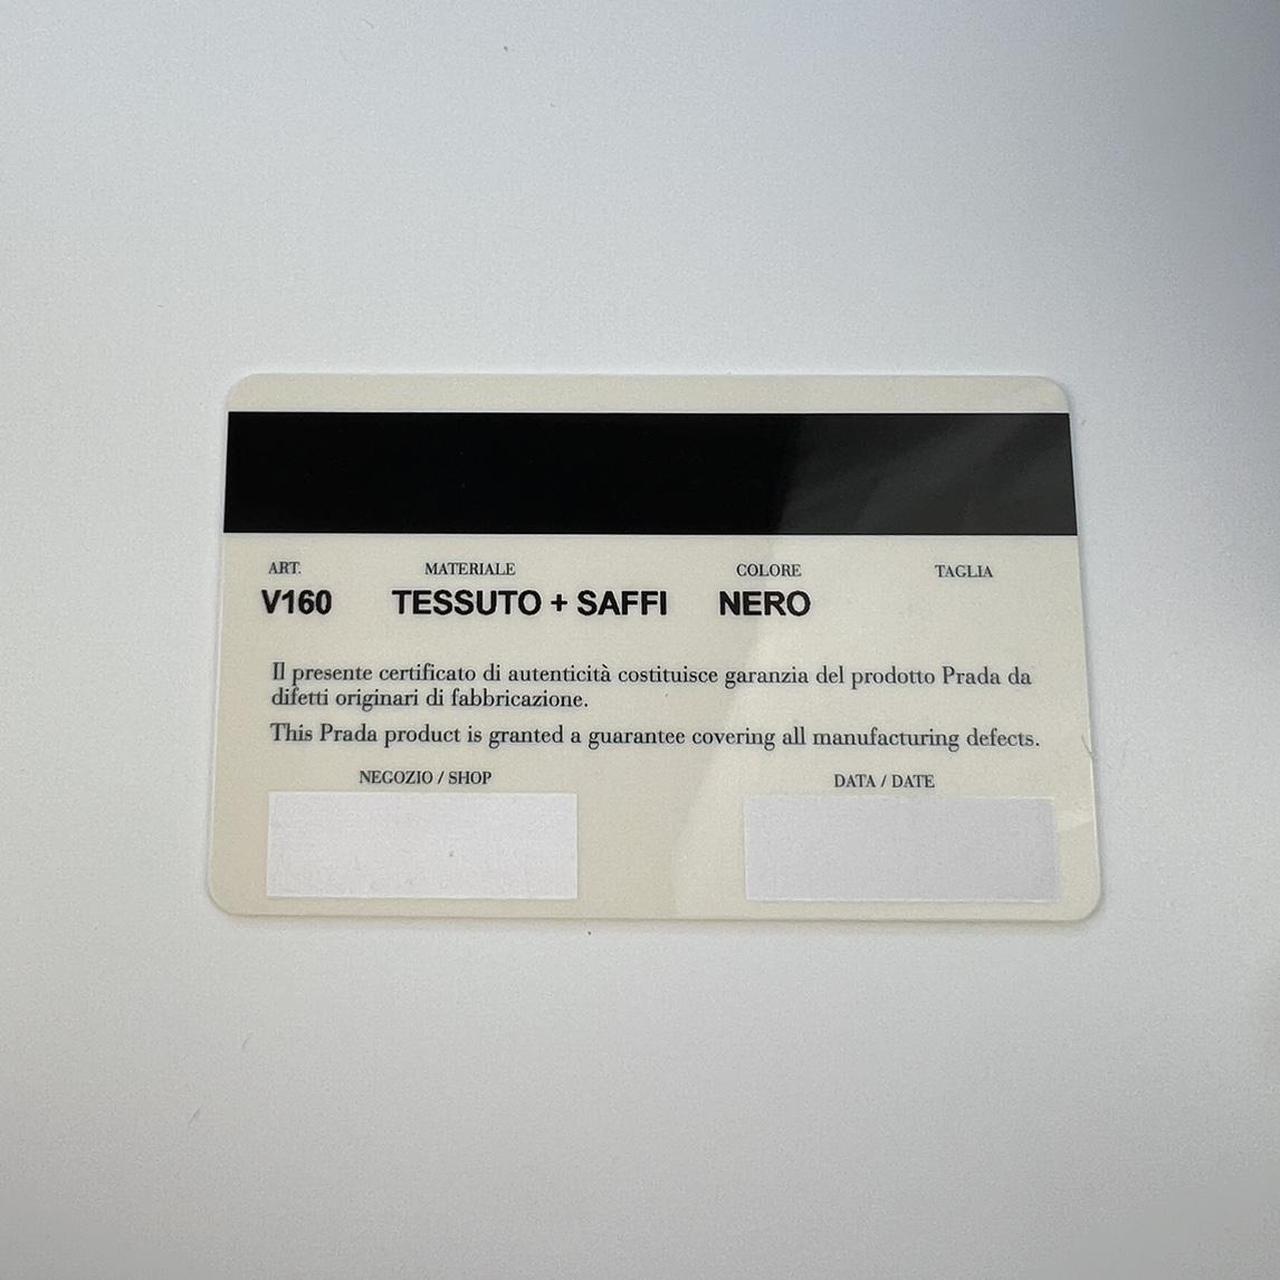 ART. MATERIALE COLORE TAGLIA
V160 TESSUTO + SAFFI NERO
Il presente certificato di autenticità costituisce garanzia del prodotto Prada da
difetti originari di fabbricazione.
This Prada product is granted a guarantee covering all manufacturing defects.
NEGOZIO / SHOP DATA / DATE